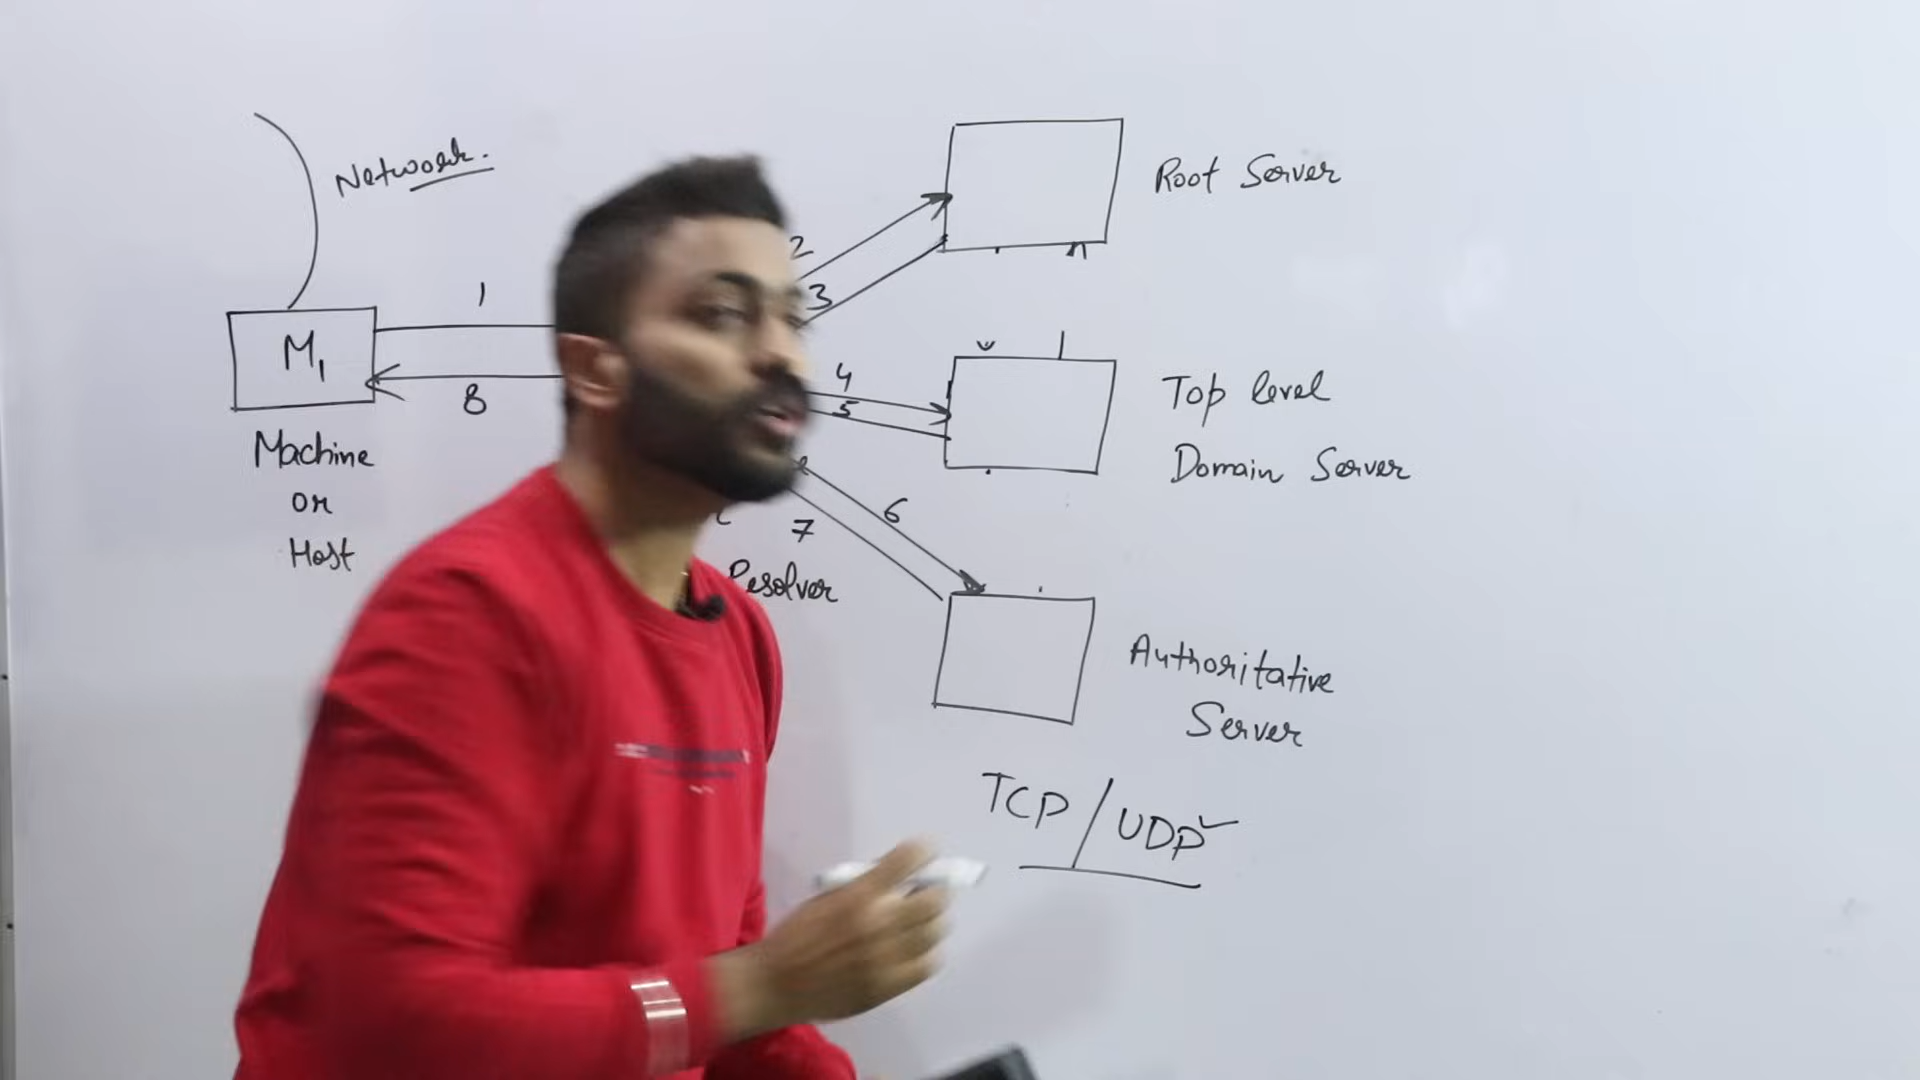 Network.
Root Server
2
3
1
M1
8
4
5
Top level
Domain Server
Machine
or
Host
6
7
Resolver
Authoritative
Server
TCP / UDP